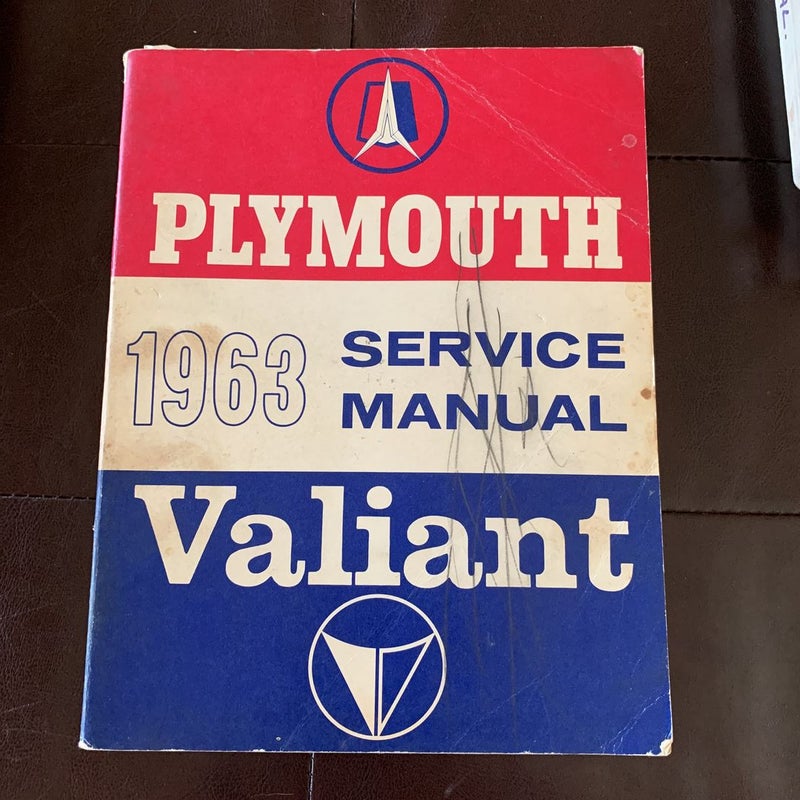 PLYMOUTH
1963 SERVICE
MANUAL
Valiant